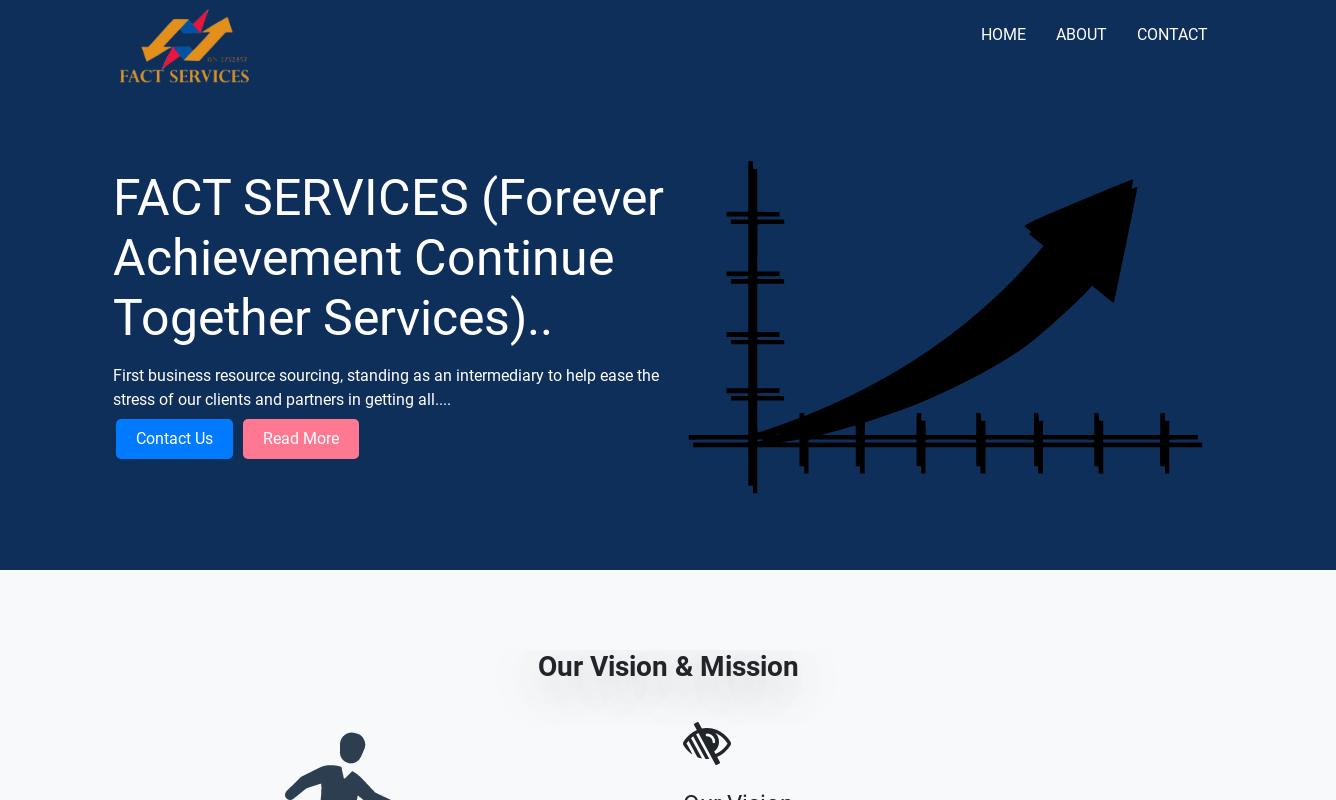 HOME ABOUT CONTACT
FACT SERVICES
FACT SERVICES (Forever
Achievement Continue
Together Services)..
First business resource sourcing, standing as an intermediary to help ease the
stress of our clients and partners in getting all....
Contact Us Read More
Our Vision & Mission
Our Vision